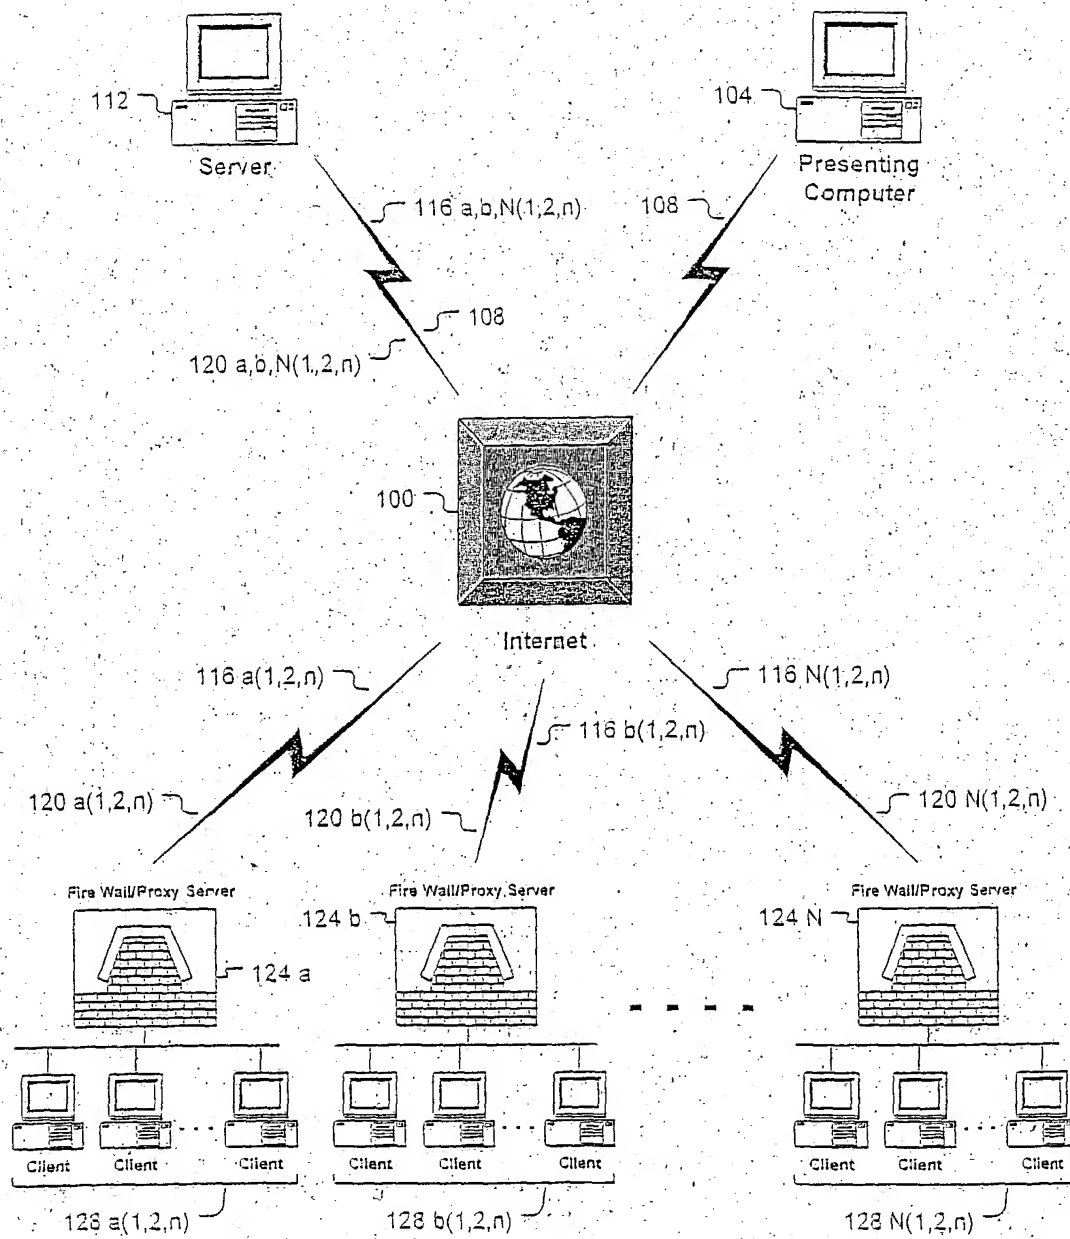 112
104
Server
Presenting
Computer
116 a,b,N(1,2,n)
108
108
120 a,b,N(1,2,n)
100
Internet
116 a(1,2,n)
116 N(1,2,n)
116 b(1,2,n)
120 a(1,2,n)
120 b(1,2,n)
120 N(1,2,n)
Fire Wall/Proxy Server
Fire Wall/Proxy Server
Fire Wall/Proxy Server
124 b
124 N
124 a
Client
Client
Client
Client
Client
Client
Client
Client
Client
128 a(1,2,n)
128 b(1,2,n)
128 N(1,2,n)